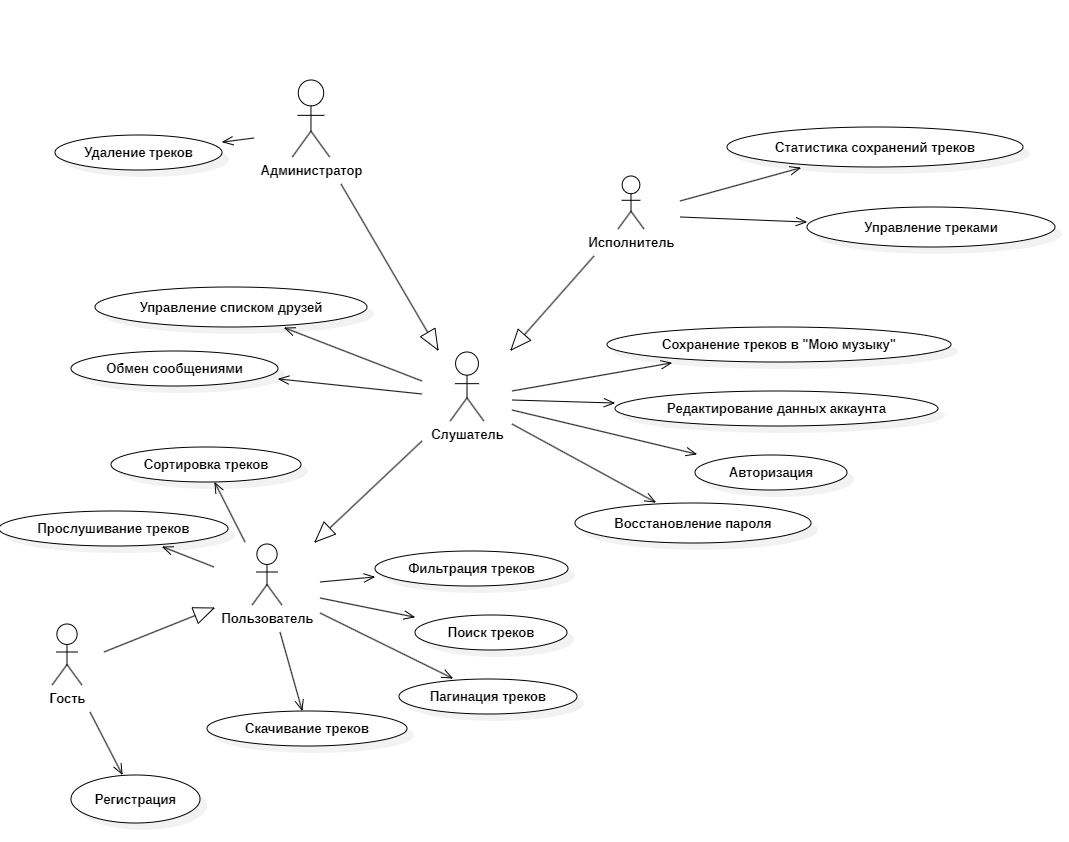 Удаление треков
Администратор
Статистика сохранений треков
Управление треками
Исполнитель
Управление списком друзей
Обмен сообщениями
Сохранение треков в "Мою музыку"
Редактирование данных аккаунта
Слушатель
Авторизация
Сортировка треков
Восстановление пароля
Прослушивание треков
Фильтрация треков
Пользователь
Поиск треков
Гость
Пагинация треков
Скачивание треков
Регистрация